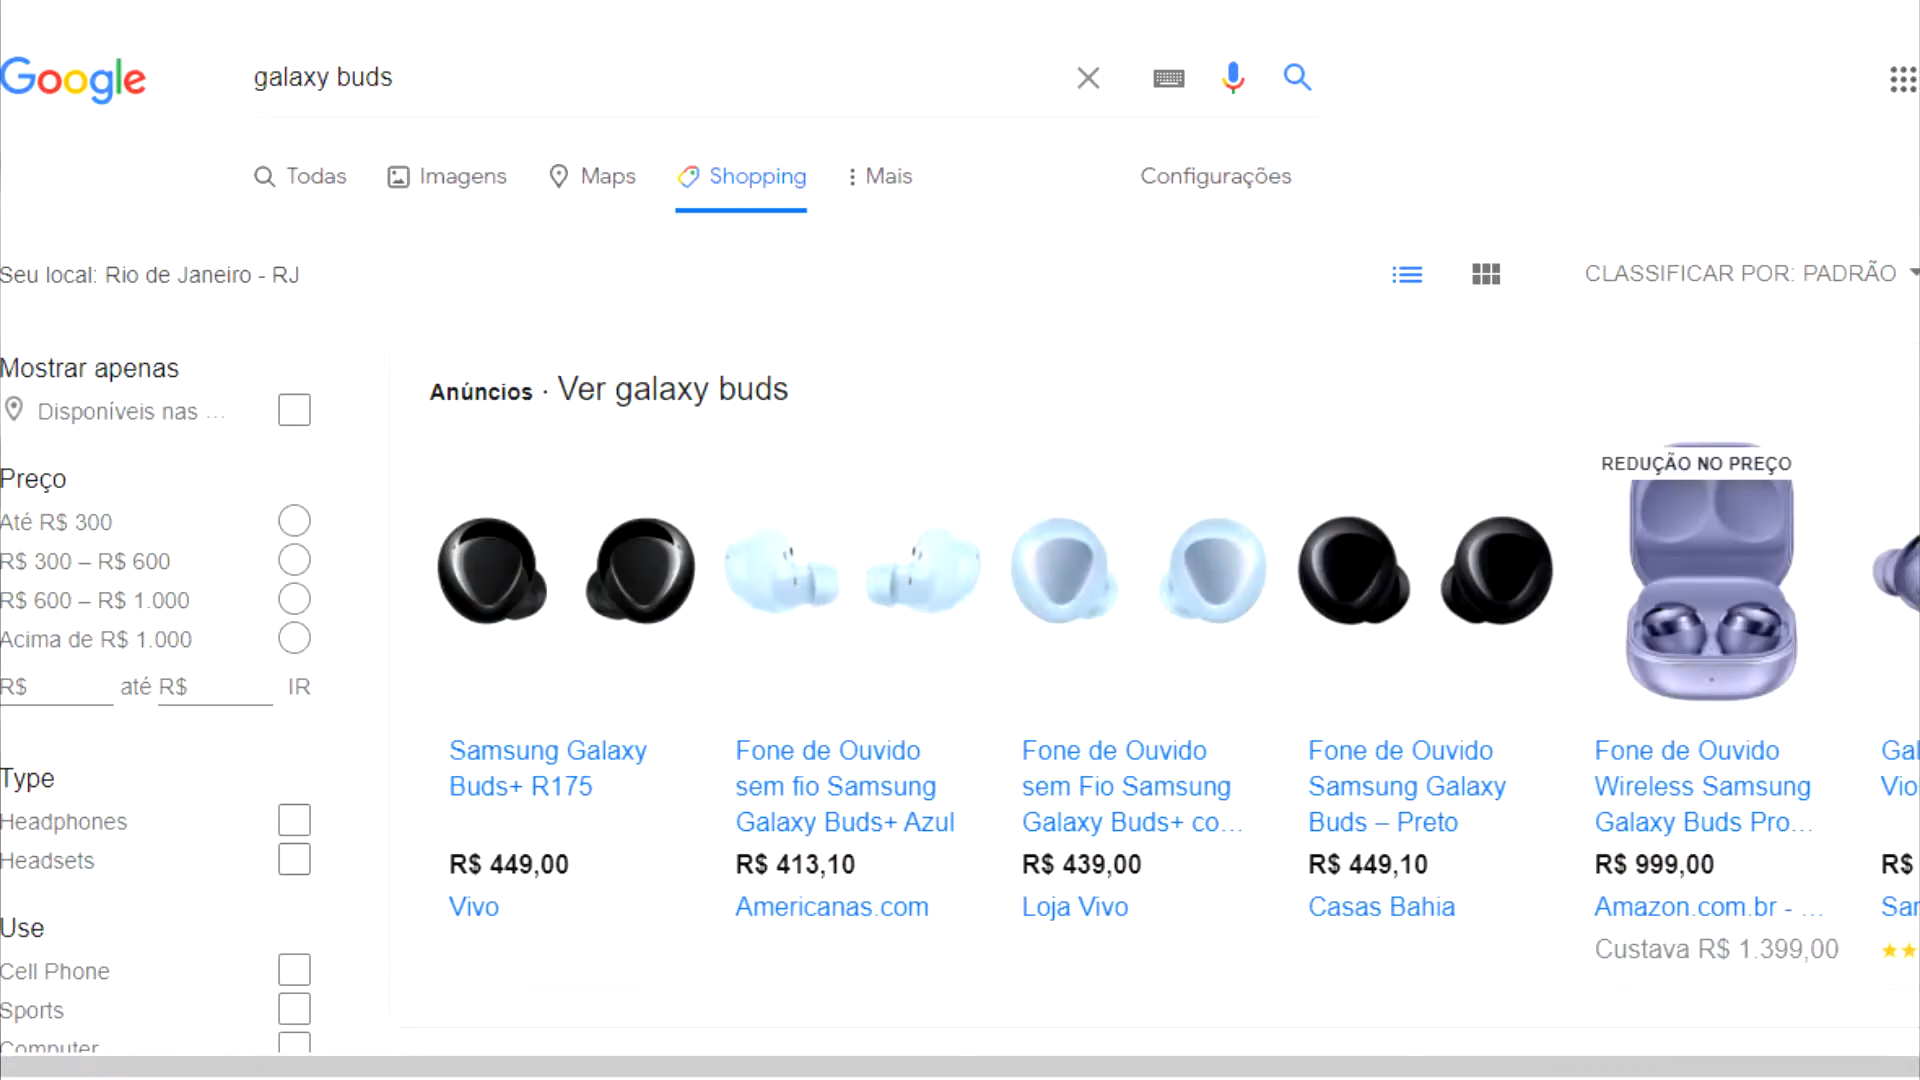 Google
galaxy buds
Todas
Imagens
Maps
Shopping
Mais
Configurações
Seu local: Rio de Janeiro - RJ
CLASSIFICAR POR: PADRÃO
Mostrar apenas
Disponíveis nas ...
Preço
Até R$ 300
R$ 300 – R$ 600
R$ 600 – R$ 1.000
Acima de R$ 1.000
R$ até R$ IR
Type
Headphones
Headsets
Use
Cell Phone
Sports
Computer
Anúncios · Ver galaxy buds
Samsung Galaxy
Buds+ R175
R$ 449,00
Vivo
Fone de Ouvido
sem fio Samsung
Galaxy Buds+ Azul
R$ 413,10
Americanas.com
Fone de Ouvido
sem Fio Samsung
Galaxy Buds+ co...
R$ 439,00
Loja Vivo
Fone de Ouvido
Samsung Galaxy
Buds – Preto
R$ 449,10
Casas Bahia
REDUÇÃO NO PREÇO
Fone de Ouvido
Wireless Samsung
Galaxy Buds Pro...
R$ 999,00
Amazon.com.br - ...
Custava R$ 1.399,00
Gal
Vio
R$